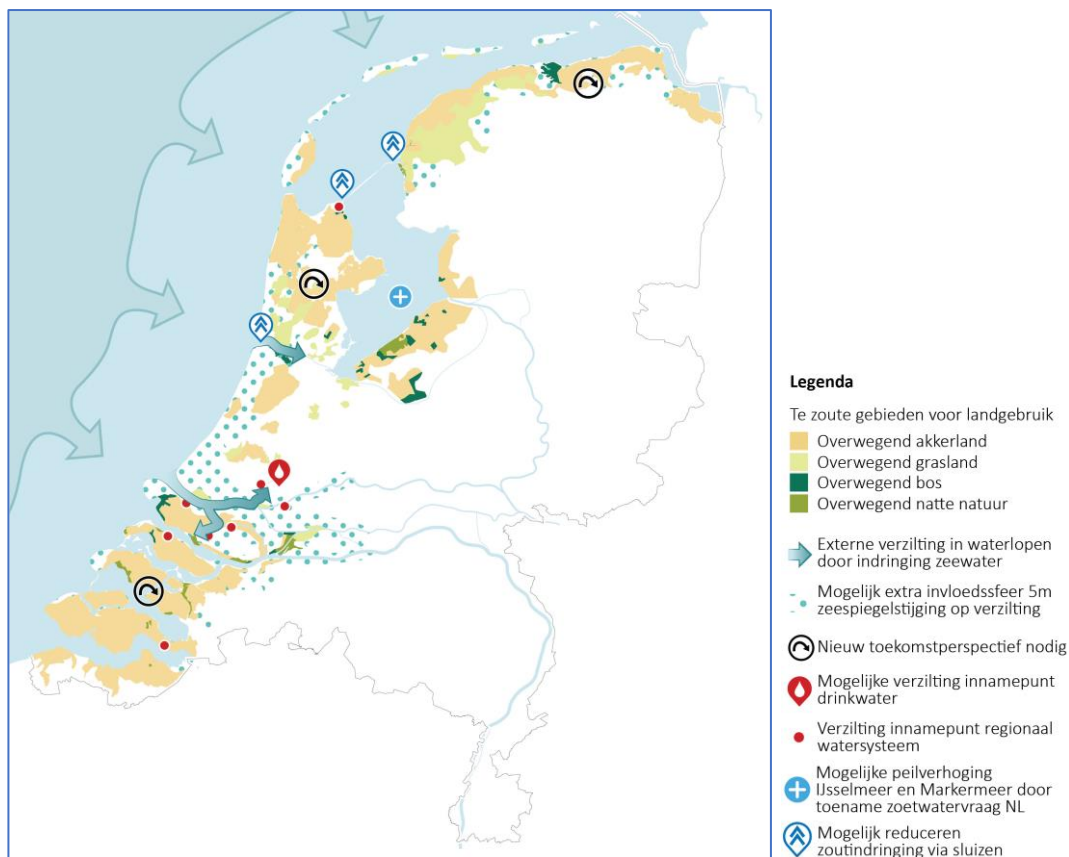 Legenda
Te zoute gebieden voor landgebruik
Overwegend akkerland
Overwegend grasland
Overwegend bos
Overwegend natte natuur
Externe verzilting in waterlopen
door indringing zeewater
Mogelijk extra invloedssfeer 5m
zeespiegelstijging op verzilting
Nieuw toekomstperspectief nodig
Mogelijke verzilting innamepunt
drinkwater
Verzilting innamepunt regionaal
watersysteem
Mogelijke peilverhoging
IJsselmeer en Markermeer door
toename zoetwatervraag NL
Mogelijk reduceren
zoutindringing via sluizen